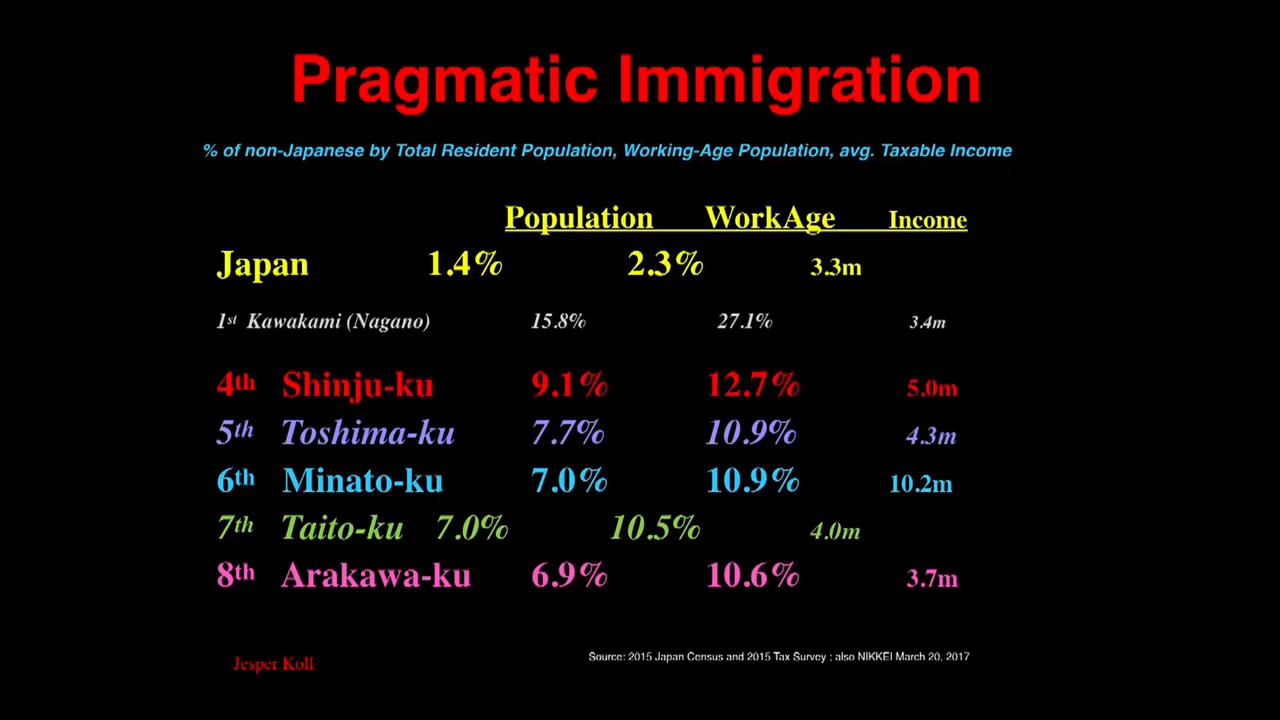 Pragmatic Immigration
% of non-Japanese by Total Resident Population, Working-Age Population, avg. Taxable Income
Population WorkAge Income
Japan 1.4% 2.3% 3.3m
1st Kawakami (Nagano) 15.8% 27.1% 3.4m
4th Shinju-ku 9.1% 12.7% 5.0m
5th Toshima-ku 7.7% 10.9% 4.3m
6th Minato-ku 7.0% 10.9% 10.2m
7th Taito-ku 7.0% 10.5% 4.0m
8th Arakawa-ku 6.9% 10.6% 3.7m
Jesper Koll
Source: 2015 Japan Census and 2015 Tax Survey ; also NIKKEI March 20, 2017